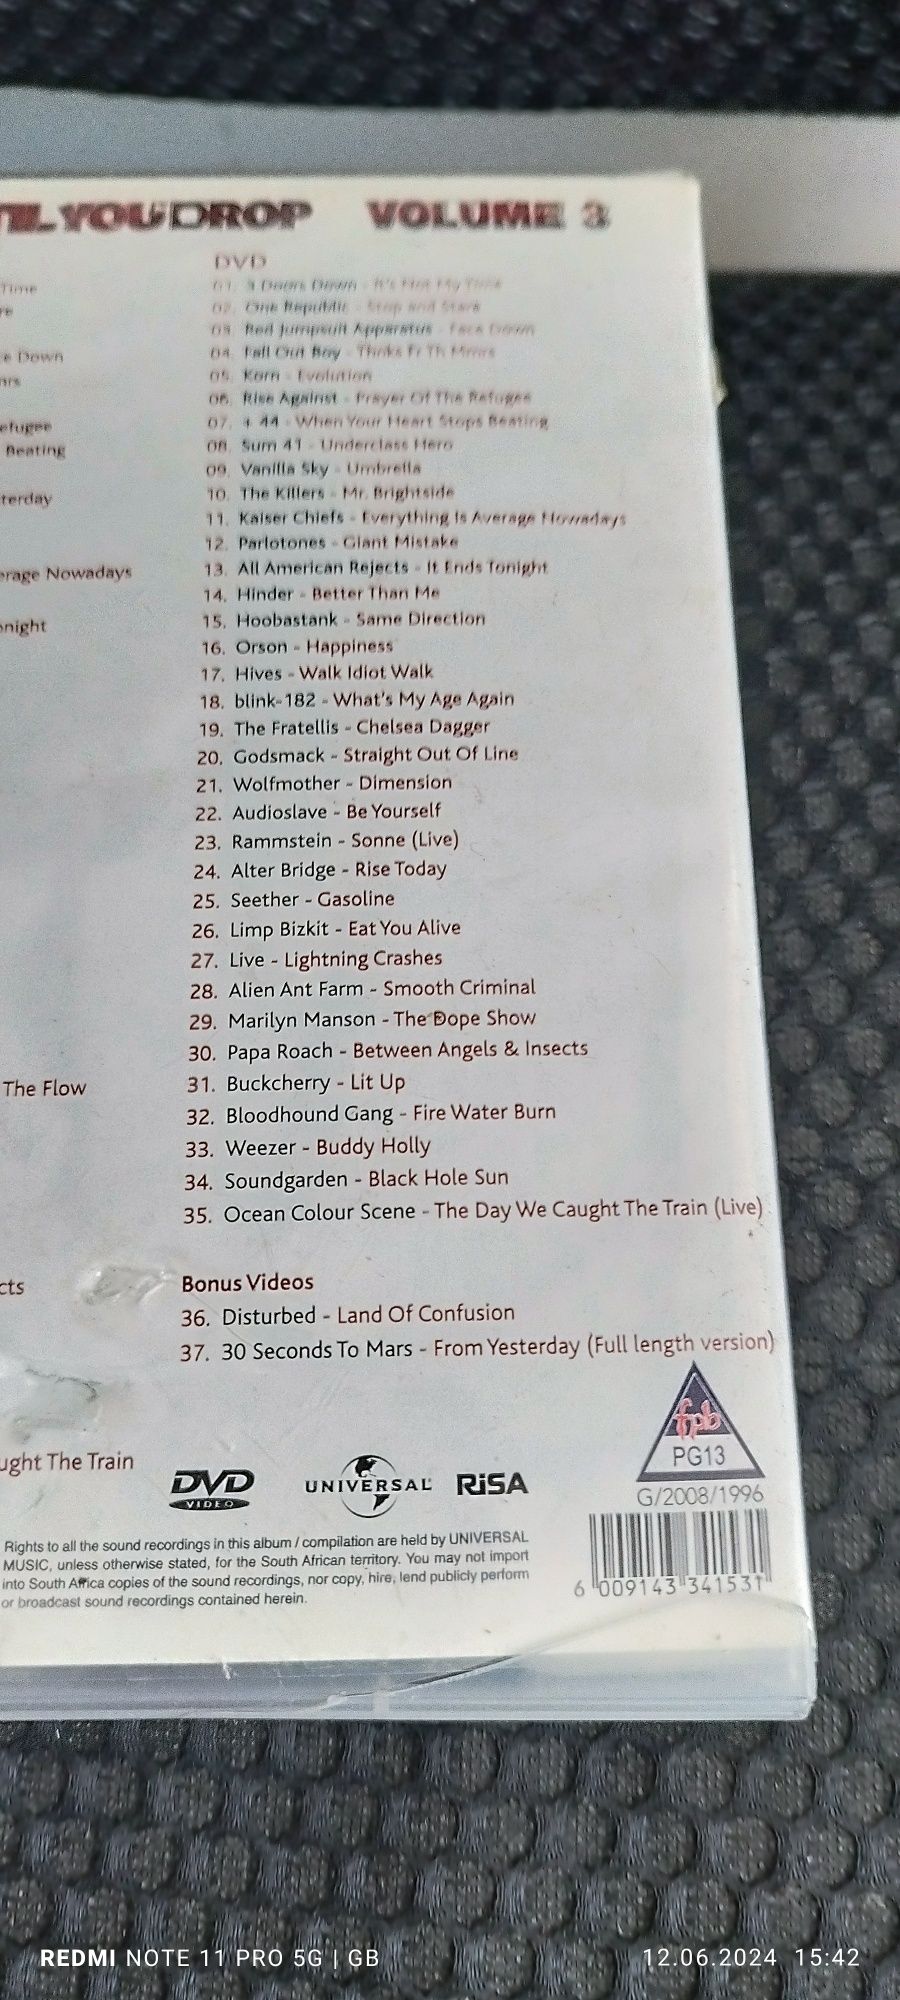 TIL YOU DROP VOLUME 3
DVD
Time
01. 3 Doors Down - It's Not My Time
re
02. One Republic - Stop and Stare
03. Red Jumpsuit Apparatus - Face Down
e Down
04. Fall Out Boy - Thnks Fr Th Mmrs
mrs
05. Korn - Evolution
06. Rise Against - Prayer Of The Refugee
efugee
07. + 44 - When Your Heart Stops Beating
Beating
08. Sum 41 - Underclass Hero
09. Vanilla Sky - Umbrella
terday
10. The Killers - Mr. Brightside
11. Kaiser Chiefs - Everything Is Average Nowadays
12. Parlotones - Giant Mistake
erage Nowadays
13. All American Rejects - It Ends Tonight
14. Hinder - Better Than Me
onight
15. Hoobastank - Same Direction
16. Orson - Happiness
17. Hives - Walk Idiot Walk
18. blink-182 - What's My Age Again
19. The Fratellis - Chelsea Dagger
20. Godsmack - Straight Out Of Line
21. Wolfmother - Dimension
22. Audioslave - Be Yourself
23. Rammstein - Sonne (Live)
24. Alter Bridge - Rise Today
25. Seether - Gasoline
26. Limp Bizkit - Eat You Alive
27. Live - Lightning Crashes
28. Alien Ant Farm - Smooth Criminal
29. Marilyn Manson - The Dope Show
30. Papa Roach - Between Angels & Insects
The Flow
31. Buckcherry - Lit Up
32. Bloodhound Gang - Fire Water Burn
33. Weezer - Buddy Holly
34. Soundgarden - Black Hole Sun
35. Ocean Colour Scene - The Day We Caught The Train (Live)
cts
Bonus Videos
36. Disturbed - Land Of Confusion
37. 30 Seconds To Mars - From Yesterday (Full length version)
ught The Train
DVD VIDEO UNIVERSAL RiSA
fpb
PG13
G/2008/1996
Rights to all the sound recordings in this album / compilation are held by UNIVERSAL
MUSIC, unless otherwise stated, for the South African territory. You may not import
into South Africa copies of the sound recordings, nor copy, hire, lend publicly perform
or broadcast sound recordings contained herein.
6 009143 341531
REDMI NOTE 11 PRO 5G | GB 12.06.2024 15:42